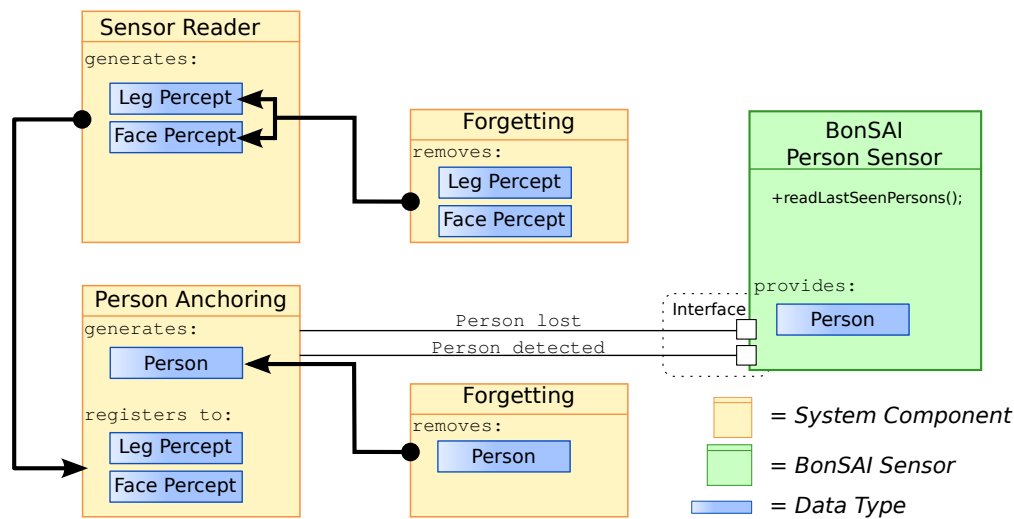 Sensor Reader
generates:
Leg Percept
Face Percept
Forgetting
removes:
Leg Percept
Face Percept
BonSAI
Person Sensor
+readLastSeenPersons();
provides:
Person
Interface
Person Anchoring
generates:
Person
registers to:
Leg Percept
Face Percept
Person lost
Person detected
Forgetting
removes:
Person
= System Component
= BonSAI Sensor
= Data Type